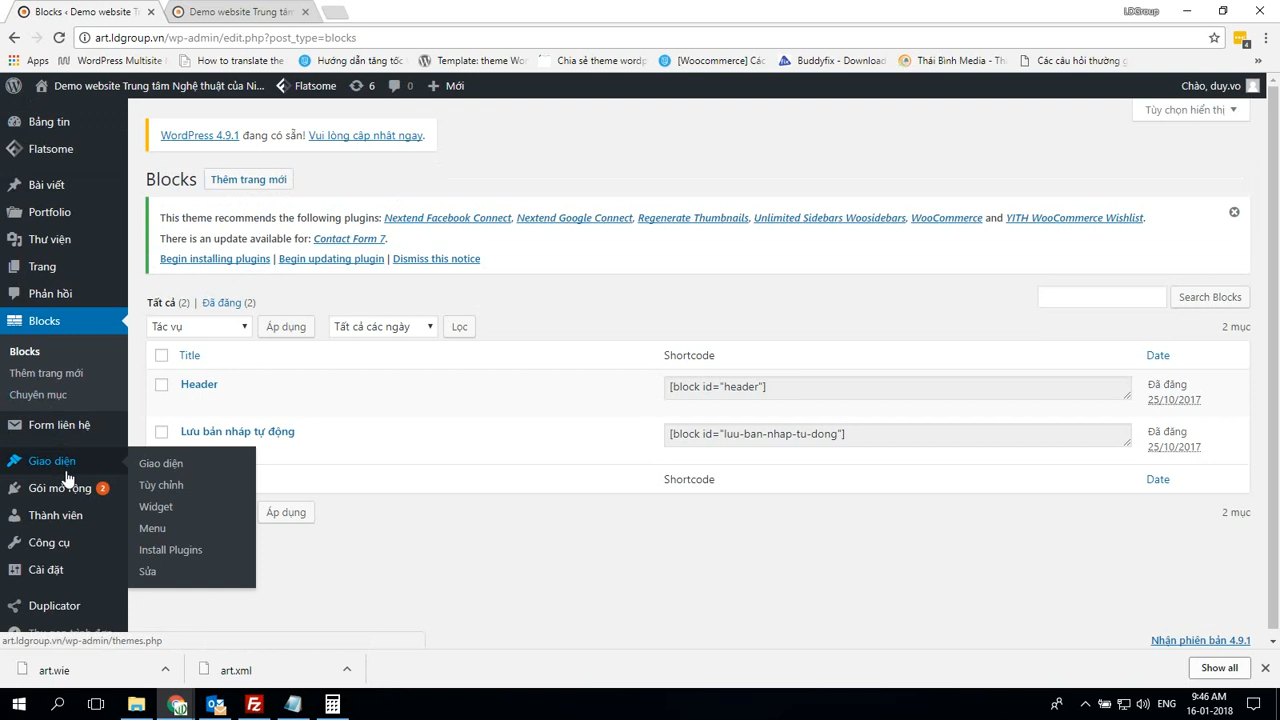 Blocks ‹ Demo website T
Demo website Trung tâm
LDGroup
art.ldgroup.vn/wp-admin/edit.php?post_type=blocks
4
Apps
WordPress Multisite
How to translate the
Hướng dẫn tăng tốc
Template: theme Wo
Chia sẻ theme wordpr
[Woocommerce] Các
Buddyfix - Download
Thái Bình Media - Th
Các câu hỏi thường g
»
Demo website Trung tâm Nghệ thuật của Ni...
Flatsome
6
0
Mới
Chào, duy.vo
Bảng tin
Flatsome
Bài viết
Portfolio
Thư viện
Trang
Phản hồi
Blocks
Blocks
Thêm trang mới
Chuyên mục
Form liên hệ
Giao diện
Gói mở rộng 2
Thành viên
Công cụ
Cài đặt
Duplicator
Giao diện
Tùy chỉnh
Widget
Menu
Install Plugins
Sửa
Tùy chọn hiển thị
WordPress 4.9.1 đang có sẵn! Vui lòng cập nhật ngay.
Blocks
Thêm trang mới
This theme recommends the following plugins: Nextend Facebook Connect, Nextend Google Connect, Regenerate Thumbnails, Unlimited Sidebars Woosidebars, WooCommerce and YITH WooCommerce Wishlist.
There is an update available for: Contact Form 7.
Begin installing plugins | Begin updating plugin | Dismiss this notice
Tất cả (2) | Đã đăng (2)
Search Blocks
Tác vụ
Áp dụng
Tất cả các ngày
Lọc
2 mục
Title
Shortcode
Date
Header
[block id="header"]
Đã đăng
25/10/2017
Lưu bản nháp tự động
[block id="luu-ban-nhap-tu-dong"]
Đã đăng
25/10/2017
Shortcode
Date
Áp dụng
2 mục
Nhận phiên bản 4.9.1
art.ldgroup.vn/wp-admin/themes.php
art.wie
art.xml
Show all
9:46 AM
16-01-2018